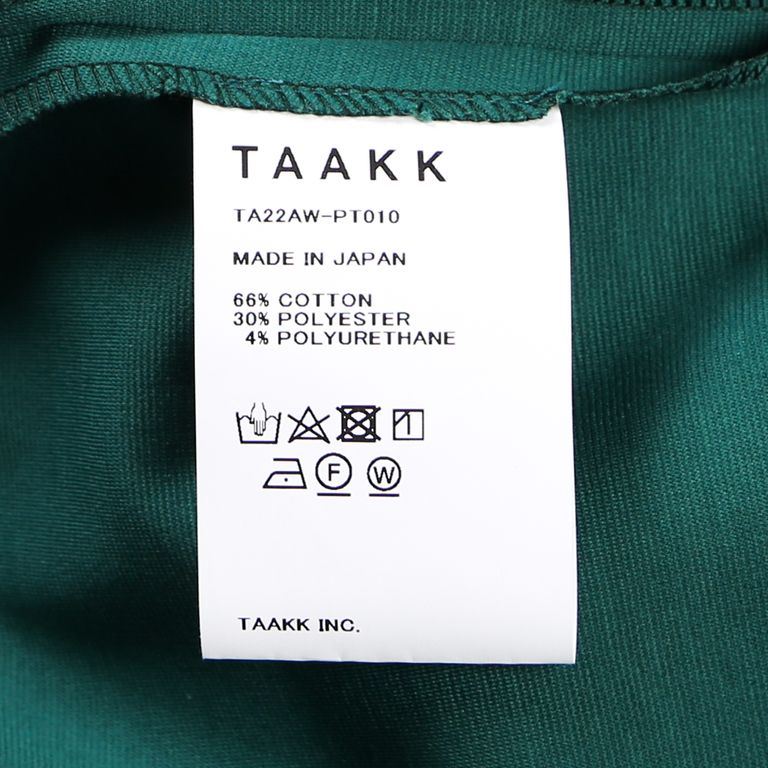 TAAKK
TA22AW-PT010
MADE IN JAPAN
66% COTTON
30% POLYESTER
4% POLYURETHANE
F W
TAAKK INC.